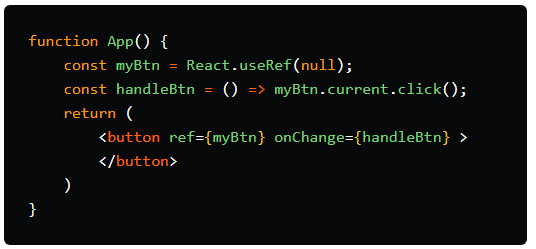 function App() {
    const myBtn = React.useRef(null);
    const handleBtn = () => myBtn.current.click();
    return (
        <button ref={myBtn} onChange={handleBtn} >
        </button>
    )
}